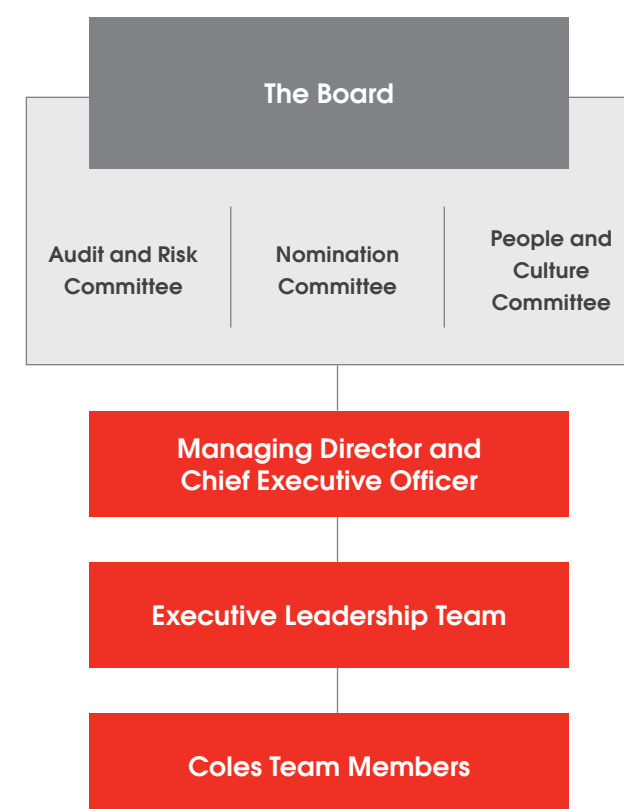 The Board
Audit and Risk
Committee
Nomination
Committee
People and
Culture
Committee
Managing Director and
Chief Executive Officer
Executive Leadership Team
Coles Team Members